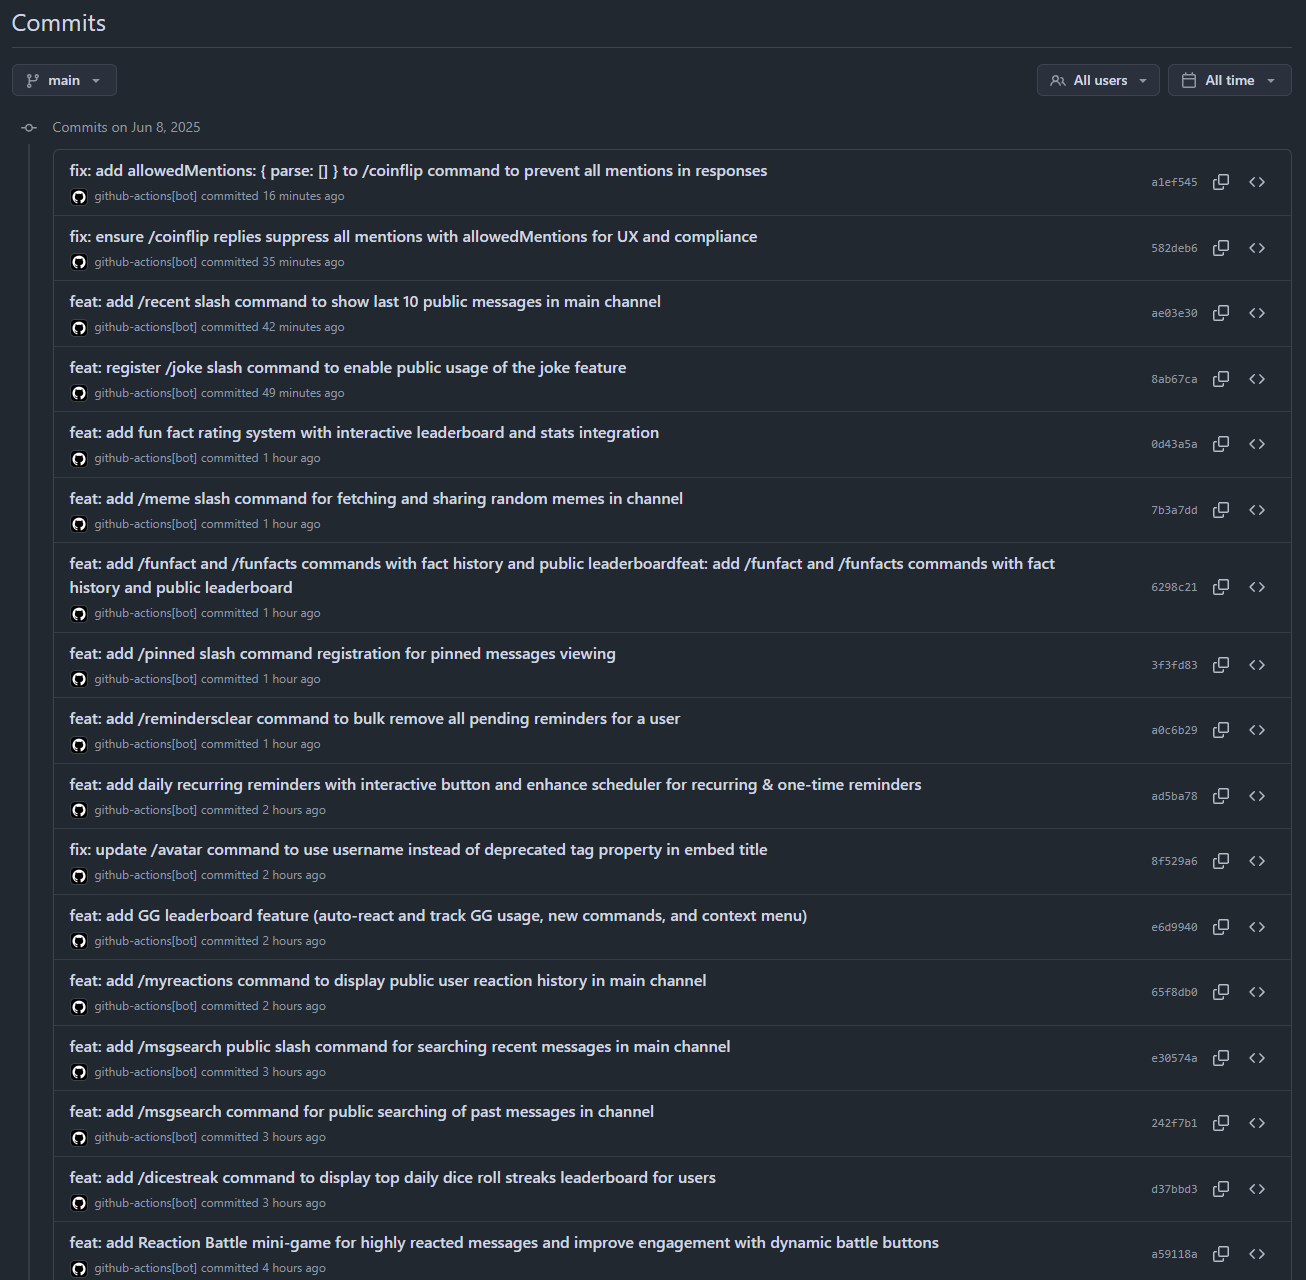 Commits
main
All users
All time
Commits on Jun 8, 2025
fix: add allowedMentions: { parse: [] } to /coinflip command to prevent all mentions in responses
github-actions[bot] committed 16 minutes ago
a1ef545
fix: ensure /coinflip replies suppress all mentions with allowedMentions for UX and compliance
github-actions[bot] committed 35 minutes ago
582deb6
feat: add /recent slash command to show last 10 public messages in main channel
github-actions[bot] committed 42 minutes ago
ae03e30
feat: register /joke slash command to enable public usage of the joke feature
github-actions[bot] committed 49 minutes ago
8ab67ca
feat: add fun fact rating system with interactive leaderboard and stats integration
github-actions[bot] committed 1 hour ago
0d43a5a
feat: add /meme slash command for fetching and sharing random memes in channel
github-actions[bot] committed 1 hour ago
7b3a7dd
feat: add /funfact and /funfacts commands with fact history and public leaderboardfeat: add /funfact and /funfacts commands with fact
history and public leaderboard
github-actions[bot] committed 1 hour ago
6298c21
feat: add /pinned slash command registration for pinned messages viewing
github-actions[bot] committed 1 hour ago
3f3fd83
feat: add /remindersclear command to bulk remove all pending reminders for a user
github-actions[bot] committed 1 hour ago
a0c6b29
feat: add daily recurring reminders with interactive button and enhance scheduler for recurring & one-time reminders
github-actions[bot] committed 2 hours ago
ad5ba78
fix: update /avatar command to use username instead of deprecated tag property in embed title
github-actions[bot] committed 2 hours ago
8f529a6
feat: add GG leaderboard feature (auto-react and track GG usage, new commands, and context menu)
github-actions[bot] committed 2 hours ago
e6d9940
feat: add /myreactions command to display public user reaction history in main channel
github-actions[bot] committed 2 hours ago
65f8db0
feat: add /msgsearch public slash command for searching recent messages in main channel
github-actions[bot] committed 3 hours ago
e30574a
feat: add /msgsearch command for public searching of past messages in channel
github-actions[bot] committed 3 hours ago
242f7b1
feat: add /dicestreak command to display top daily dice roll streaks leaderboard for users
github-actions[bot] committed 3 hours ago
d37bbd3
feat: add Reaction Battle mini-game for highly reacted messages and improve engagement with dynamic battle buttons
github-actions[bot] committed 4 hours ago
a59118a